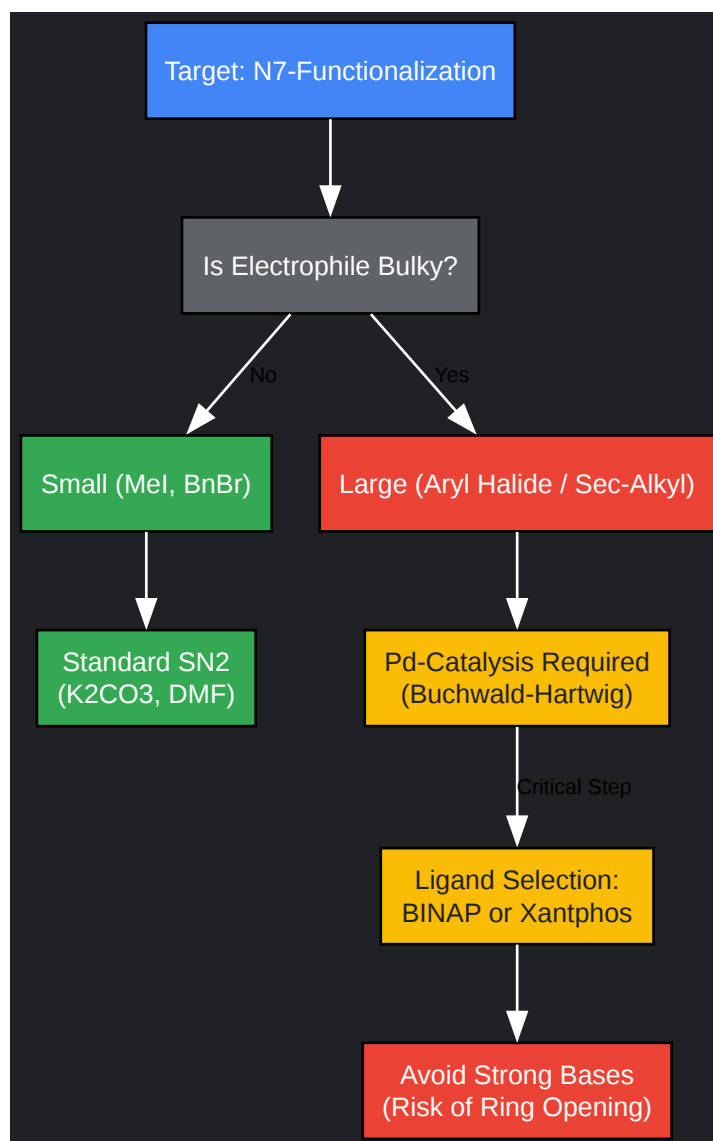 Target: N7-Functionalization
Is Electrophile Bulky?
No
Yes
Small (MeI, BnBr)
Large (Aryl Halide / Sec-Alkyl)
Standard SN2
(K2CO3, DMF)
Pd-Catalysis Required
(Buchwald-Hartwig)
Critical Step
Ligand Selection:
BINAP or Xantphos
Avoid Strong Bases
(Risk of Ring Opening)